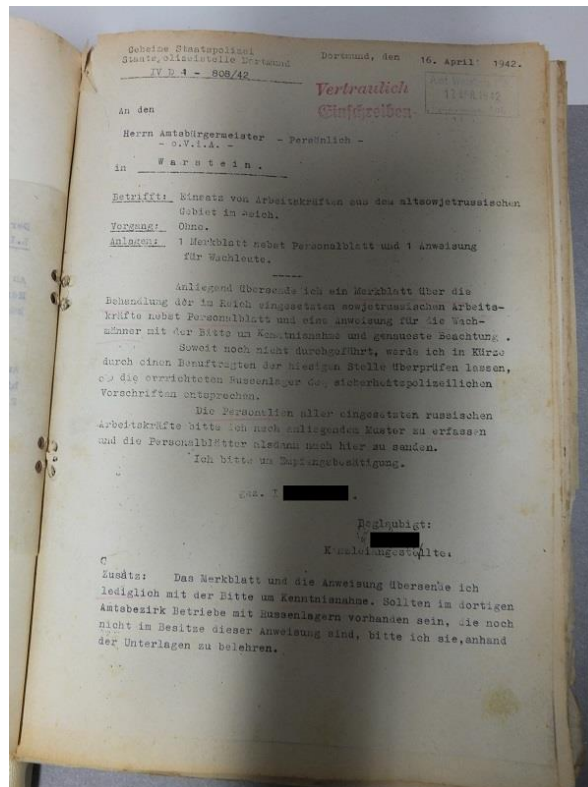 Geheime Staatspolizei
Staatspolizeistelle Dortmund
IV D 4 - 808/42
Dortmund, den 16. April 1942.
Vertraulich
Einschreiben
An den
Herrn Amtsbürgermeister - Persönlich -
- o.V.i.A. -
in Warstein.
Betrifft: Einsatz von Arbeitskräften aus dem altsowjetrussischen
Gebiet im Reich.
Vorgang: Ohne.
Anlagen: 1 Merkblatt nebst Personalblatt und 1 Anweisung
für Wachleute.
-----
Anliegend übersende ich ein Merkblatt über die
Behandlung der im Reich eingesetzten sowjetrussischen Arbeits-
kräfte nebst Personalblatt und eine Anweisung für die Wach-
männer mit der Bitte um Kenntnisnahme und genaueste Beachtung.
Soweit noch nicht durchgeführt, werde ich in Kürze
durch einen Beauftragten der hiesigen Stelle überprüfen lassen,
ob die errichteten Russenlager den sicherheitspolizeilichen
Vorschriften entsprechen.
Die Personalien aller eingesetzten russischen
Arbeitskräfte bitte ich nach anliegendem Muster zu erfassen
und die Personalblätter alsdann nach hier zu senden.
Ich bitte um Empfangsbestätigung.
gez.
Beglaubigt:
Kanzleiangestellte.
Zusatz: Das Merkblatt und die Anweisung übersende ich
lediglich mit der Bitte um Kenntnisnahme. Sollten im dortigen
Amtsbezirk Betriebe mit Russenlagern vorhanden sein, die noch
nicht im Besitze dieser Anweisung sind, bitte ich sie, anhand
der Unterlagen zu belehren.